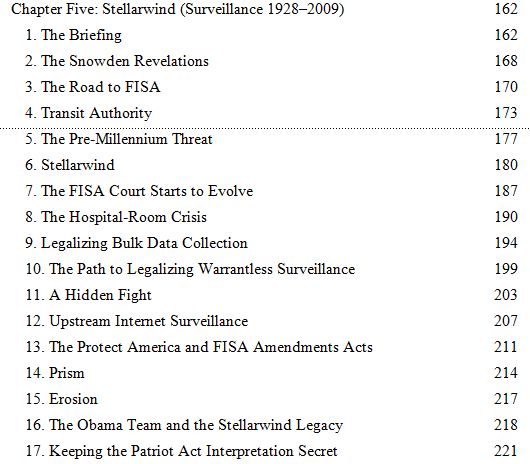 Chapter Five: Stellarwind (Surveillance 1928–2009) 162
1. The Briefing 162
2. The Snowden Revelations 168
3. The Road to FISA 170
4. Transit Authority 173
5. The Pre-Millennium Threat 177
6. Stellarwind 180
7. The FISA Court Starts to Evolve 187
8. The Hospital-Room Crisis 190
9. Legalizing Bulk Data Collection 194
10. The Path to Legalizing Warrantless Surveillance 199
11. A Hidden Fight 203
12. Upstream Internet Surveillance 207
13. The Protect America and FISA Amendments Acts 211
14. Prism 214
15. Erosion 217
16. The Obama Team and the Stellarwind Legacy 218
17. Keeping the Patriot Act Interpretation Secret 221